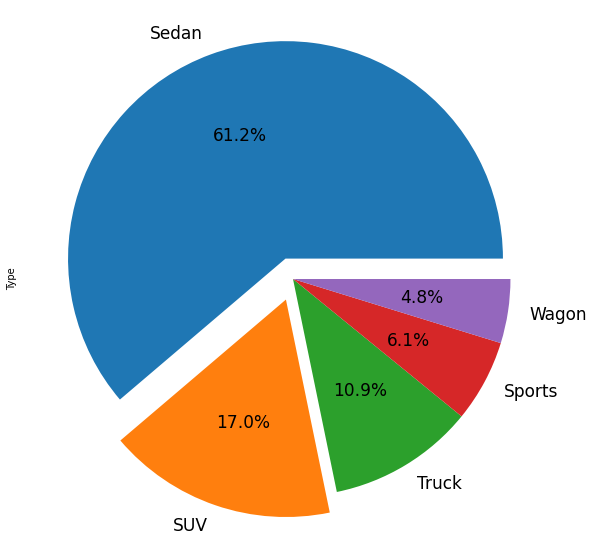 Sedan
61.2%
Type
4.8%
Wagon
6.1%
10.9%
Sports
17.0%
Truck
SUV